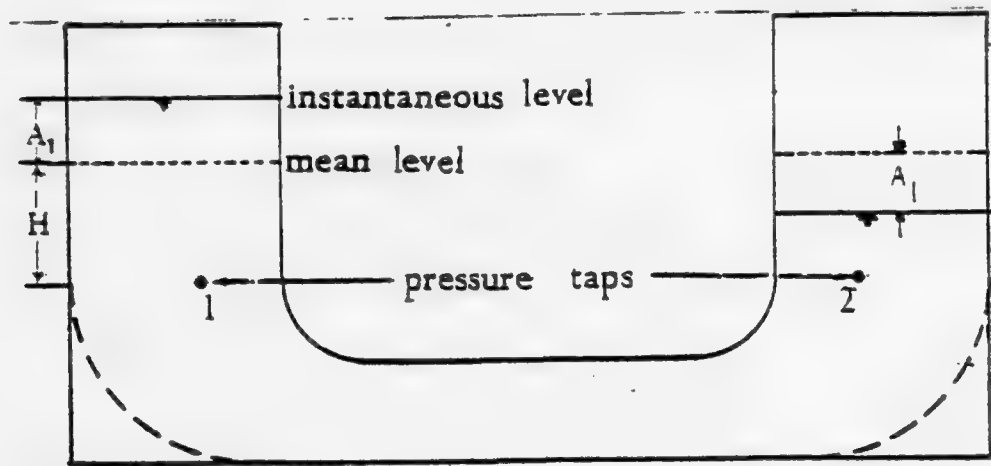 instantaneous level
A₁
mean level
A₁
H
pressure taps
1
2